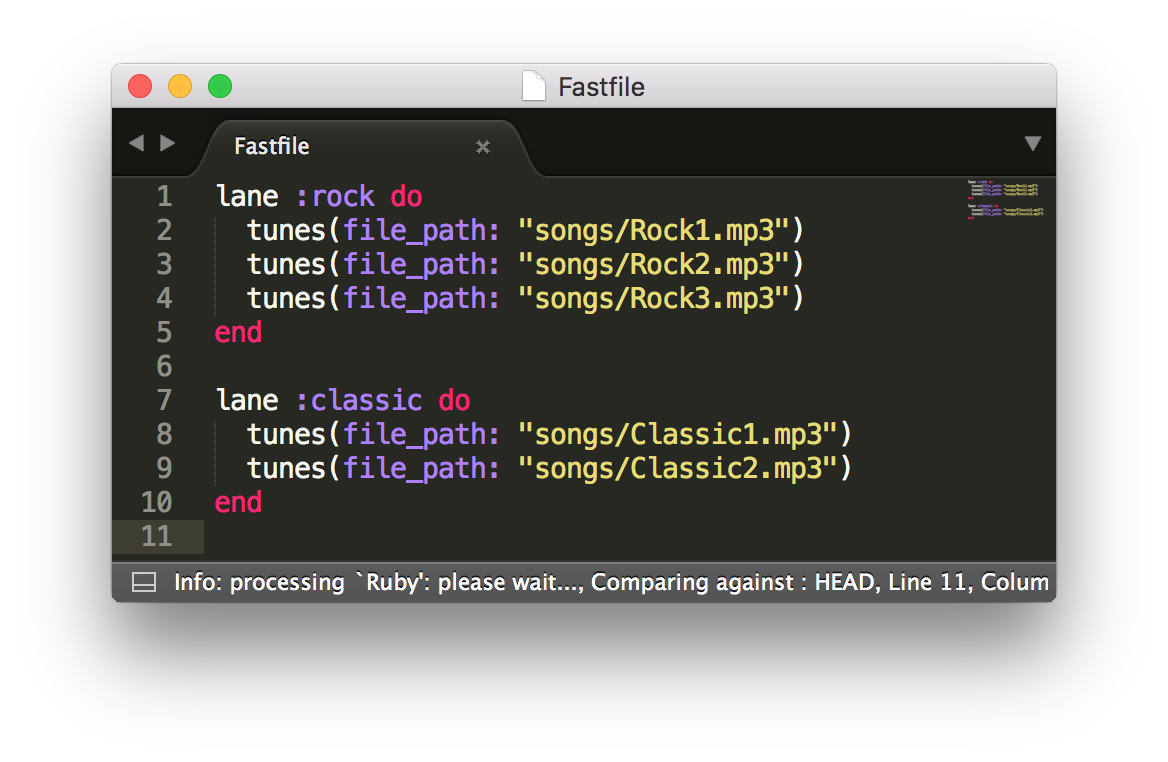 Fastfile
Fastfile
1 lane :rock do
2   tunes(file_path: "songs/Rock1.mp3")
3   tunes(file_path: "songs/Rock2.mp3")
4   tunes(file_path: "songs/Rock3.mp3")
5 end
6
7 lane :classic do
8   tunes(file_path: "songs/Classic1.mp3")
9   tunes(file_path: "songs/Classic2.mp3")
10 end
11
Info: processing `Ruby': please wait..., Comparing against : HEAD, Line 11, Colum